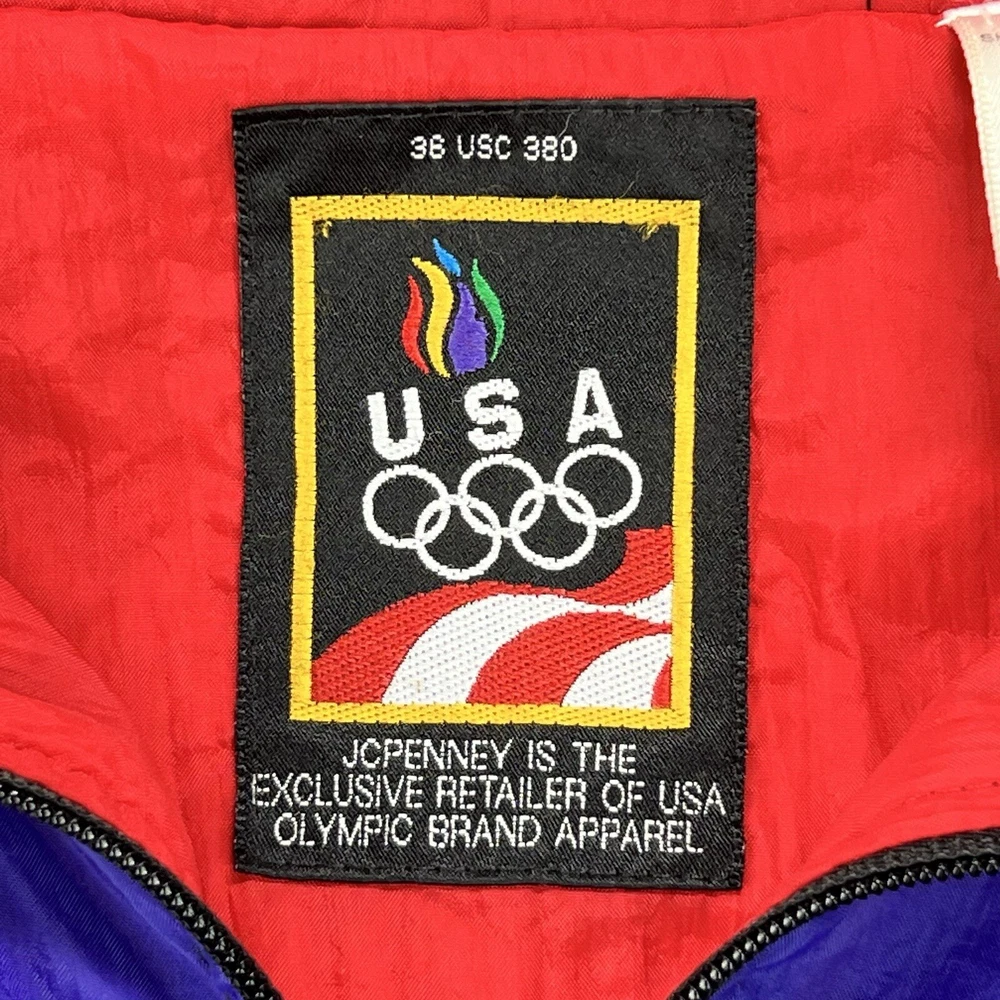 36 USC 380
USA
JCPENNEY IS THE
EXCLUSIVE RETAILER OF USA
OLYMPIC BRAND APPAREL